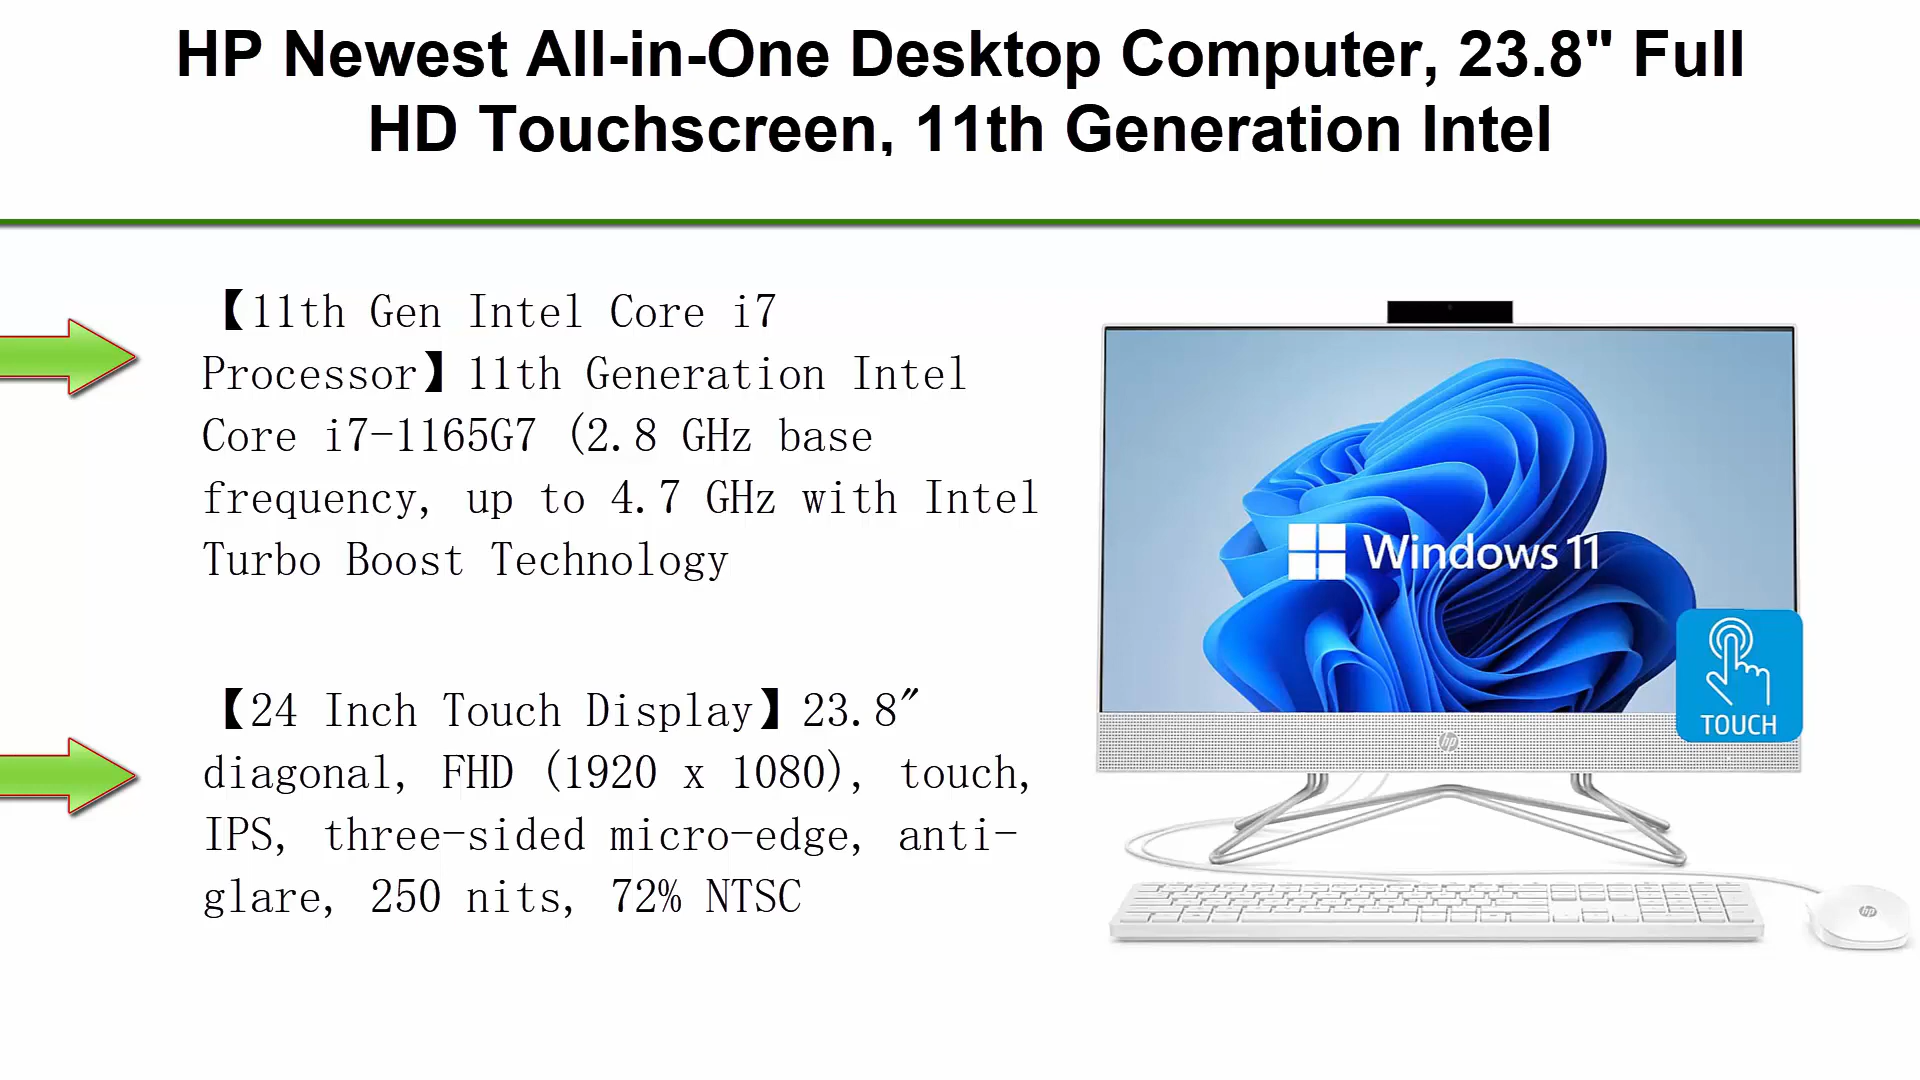 HP Newest All-in-One Desktop Computer, 23.8" Full
HD Touchscreen, 11th Generation Intel
【11th Gen Intel Core i7
Processor】11th Generation Intel
Core i7-1165G7 (2.8 GHz base
frequency, up to 4.7 GHz with Intel
Turbo Boost Technology
【24 Inch Touch Display】23.8″
diagonal, FHD (1920 x 1080), touch,
IPS, three-sided micro-edge, anti-
glare, 250 nits, 72% NTSC
Windows 11
TOUCH
hp
hp